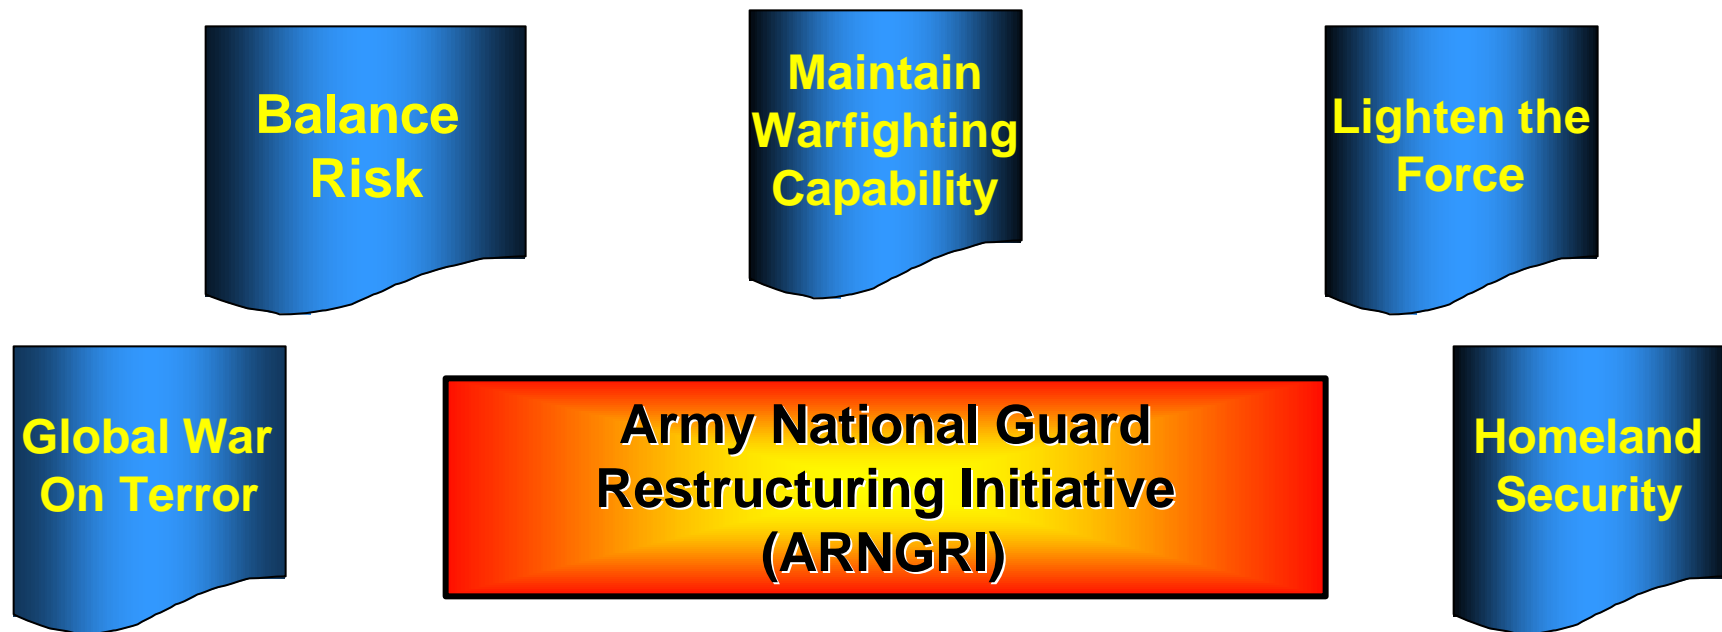 Balance
Risk
Maintain
Warfighting
Capability
Lighten the
Force
Global War
On Terror
Army National Guard
Restructuring Initiative
(ARNGRI)
Homeland
Security